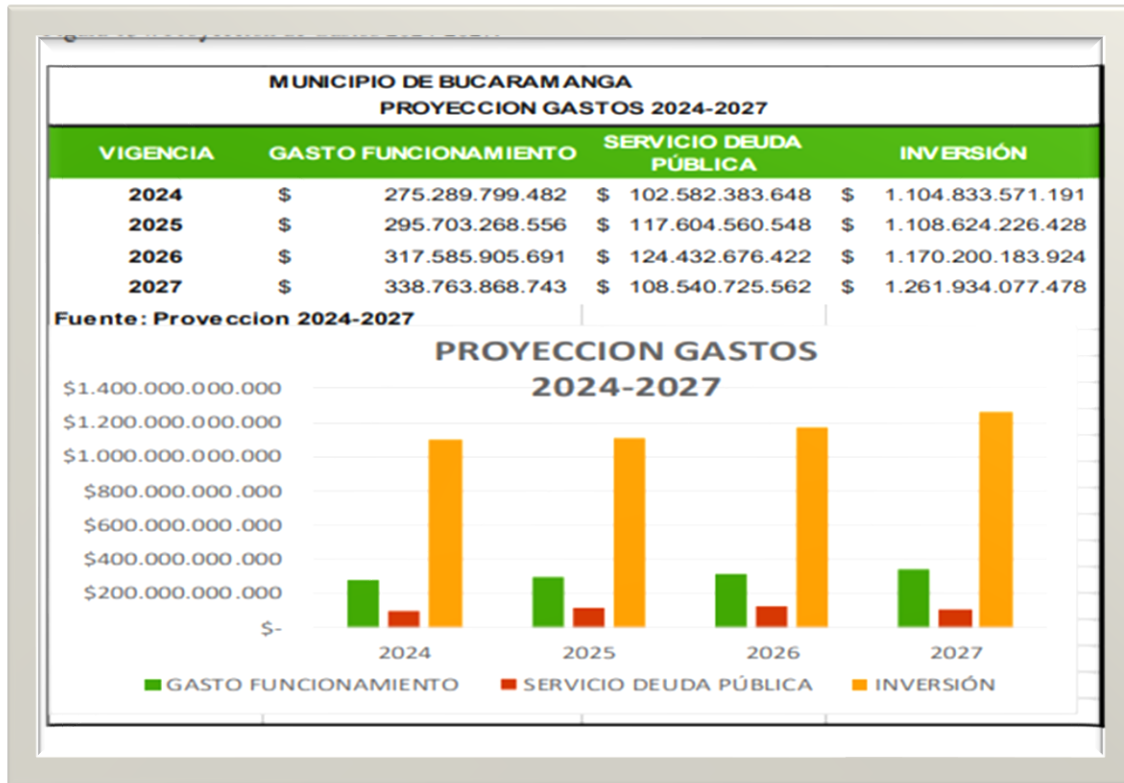 MUNICIPIO DE BUCARAMANGA
PROYECCION GASTOS 2024-2027
VIGENCIA GASTO FUNCIONAMIENTO SERVICIO DEUDA PÚBLICA INVERSIÓN
2024 $ 275.289.799.482 $ 102.582.383.648 $ 1.104.833.571.191
2025 $ 295.703.268.556 $ 117.604.560.548 $ 1.108.624.226.428
2026 $ 317.585.905.691 $ 124.432.676.422 $ 1.170.200.183.924
2027 $ 338.763.868.743 $ 108.540.725.562 $ 1.261.934.077.478
Fuente: Proyeccion 2024-2027
PROYECCION GASTOS
2024-2027
$1.400.000.000.000
$1.200.000.000.000
$1.000.000.000.000
$800.000.000.000
$600.000.000.000
$400.000.000.000
$200.000.000.000
$-
2024 2025 2026 2027
GASTO FUNCIONAMIENTO SERVICIO DEUDA PÚBLICA INVERSIÓN